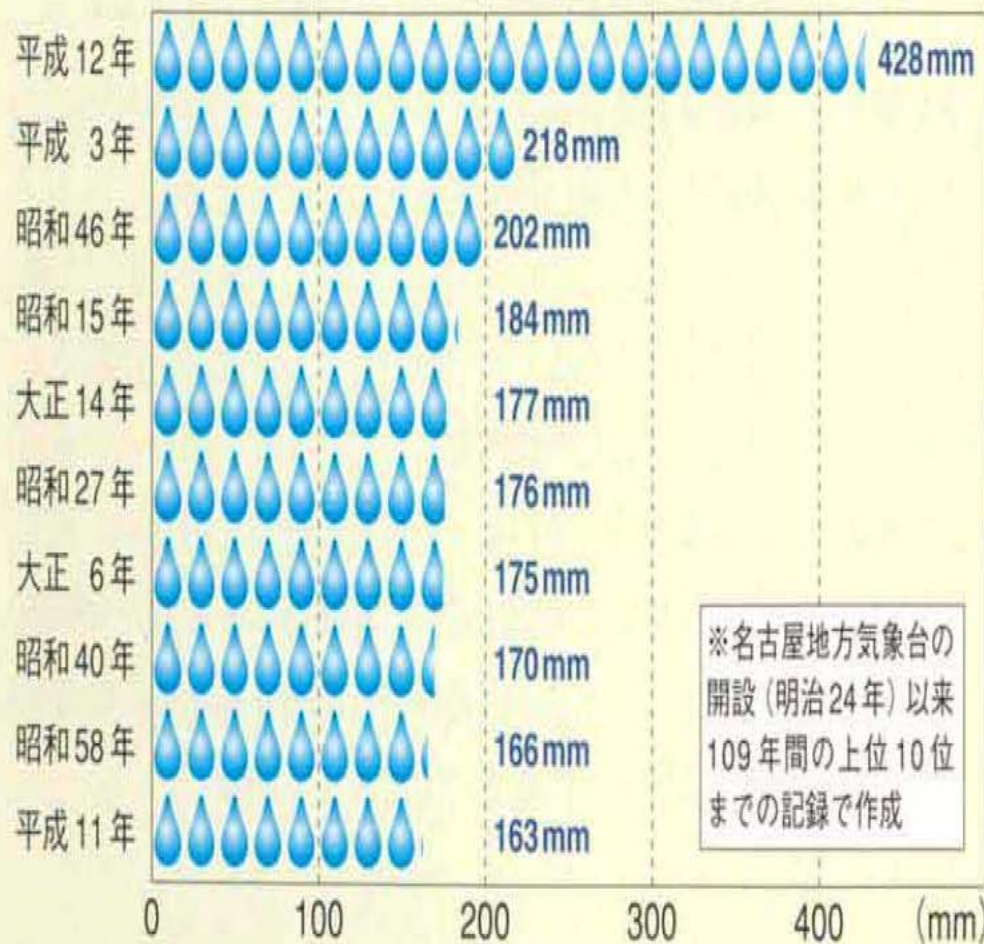 平成12年 428mm
平成 3年 218mm
昭和46年 202mm
昭和15年 184mm
大正14年 177mm
昭和27年 176mm
大正 6年 175mm
昭和40年 170mm
昭和58年 166mm
平成11年 163mm
※名古屋地方気象台の
開設（明治24年）以来
109年間の上位10位
までの記録で作成
0 100 200 300 400 (mm)